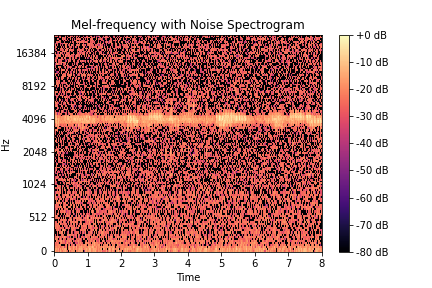 Mel-frequency with Noise Spectrogram
Hz
16384
8192
4096
2048
1024
512
0
0 1 2 3 4 5 6 7 8
Time
+0 dB
-10 dB
-20 dB
-30 dB
-40 dB
-50 dB
-60 dB
-70 dB
-80 dB